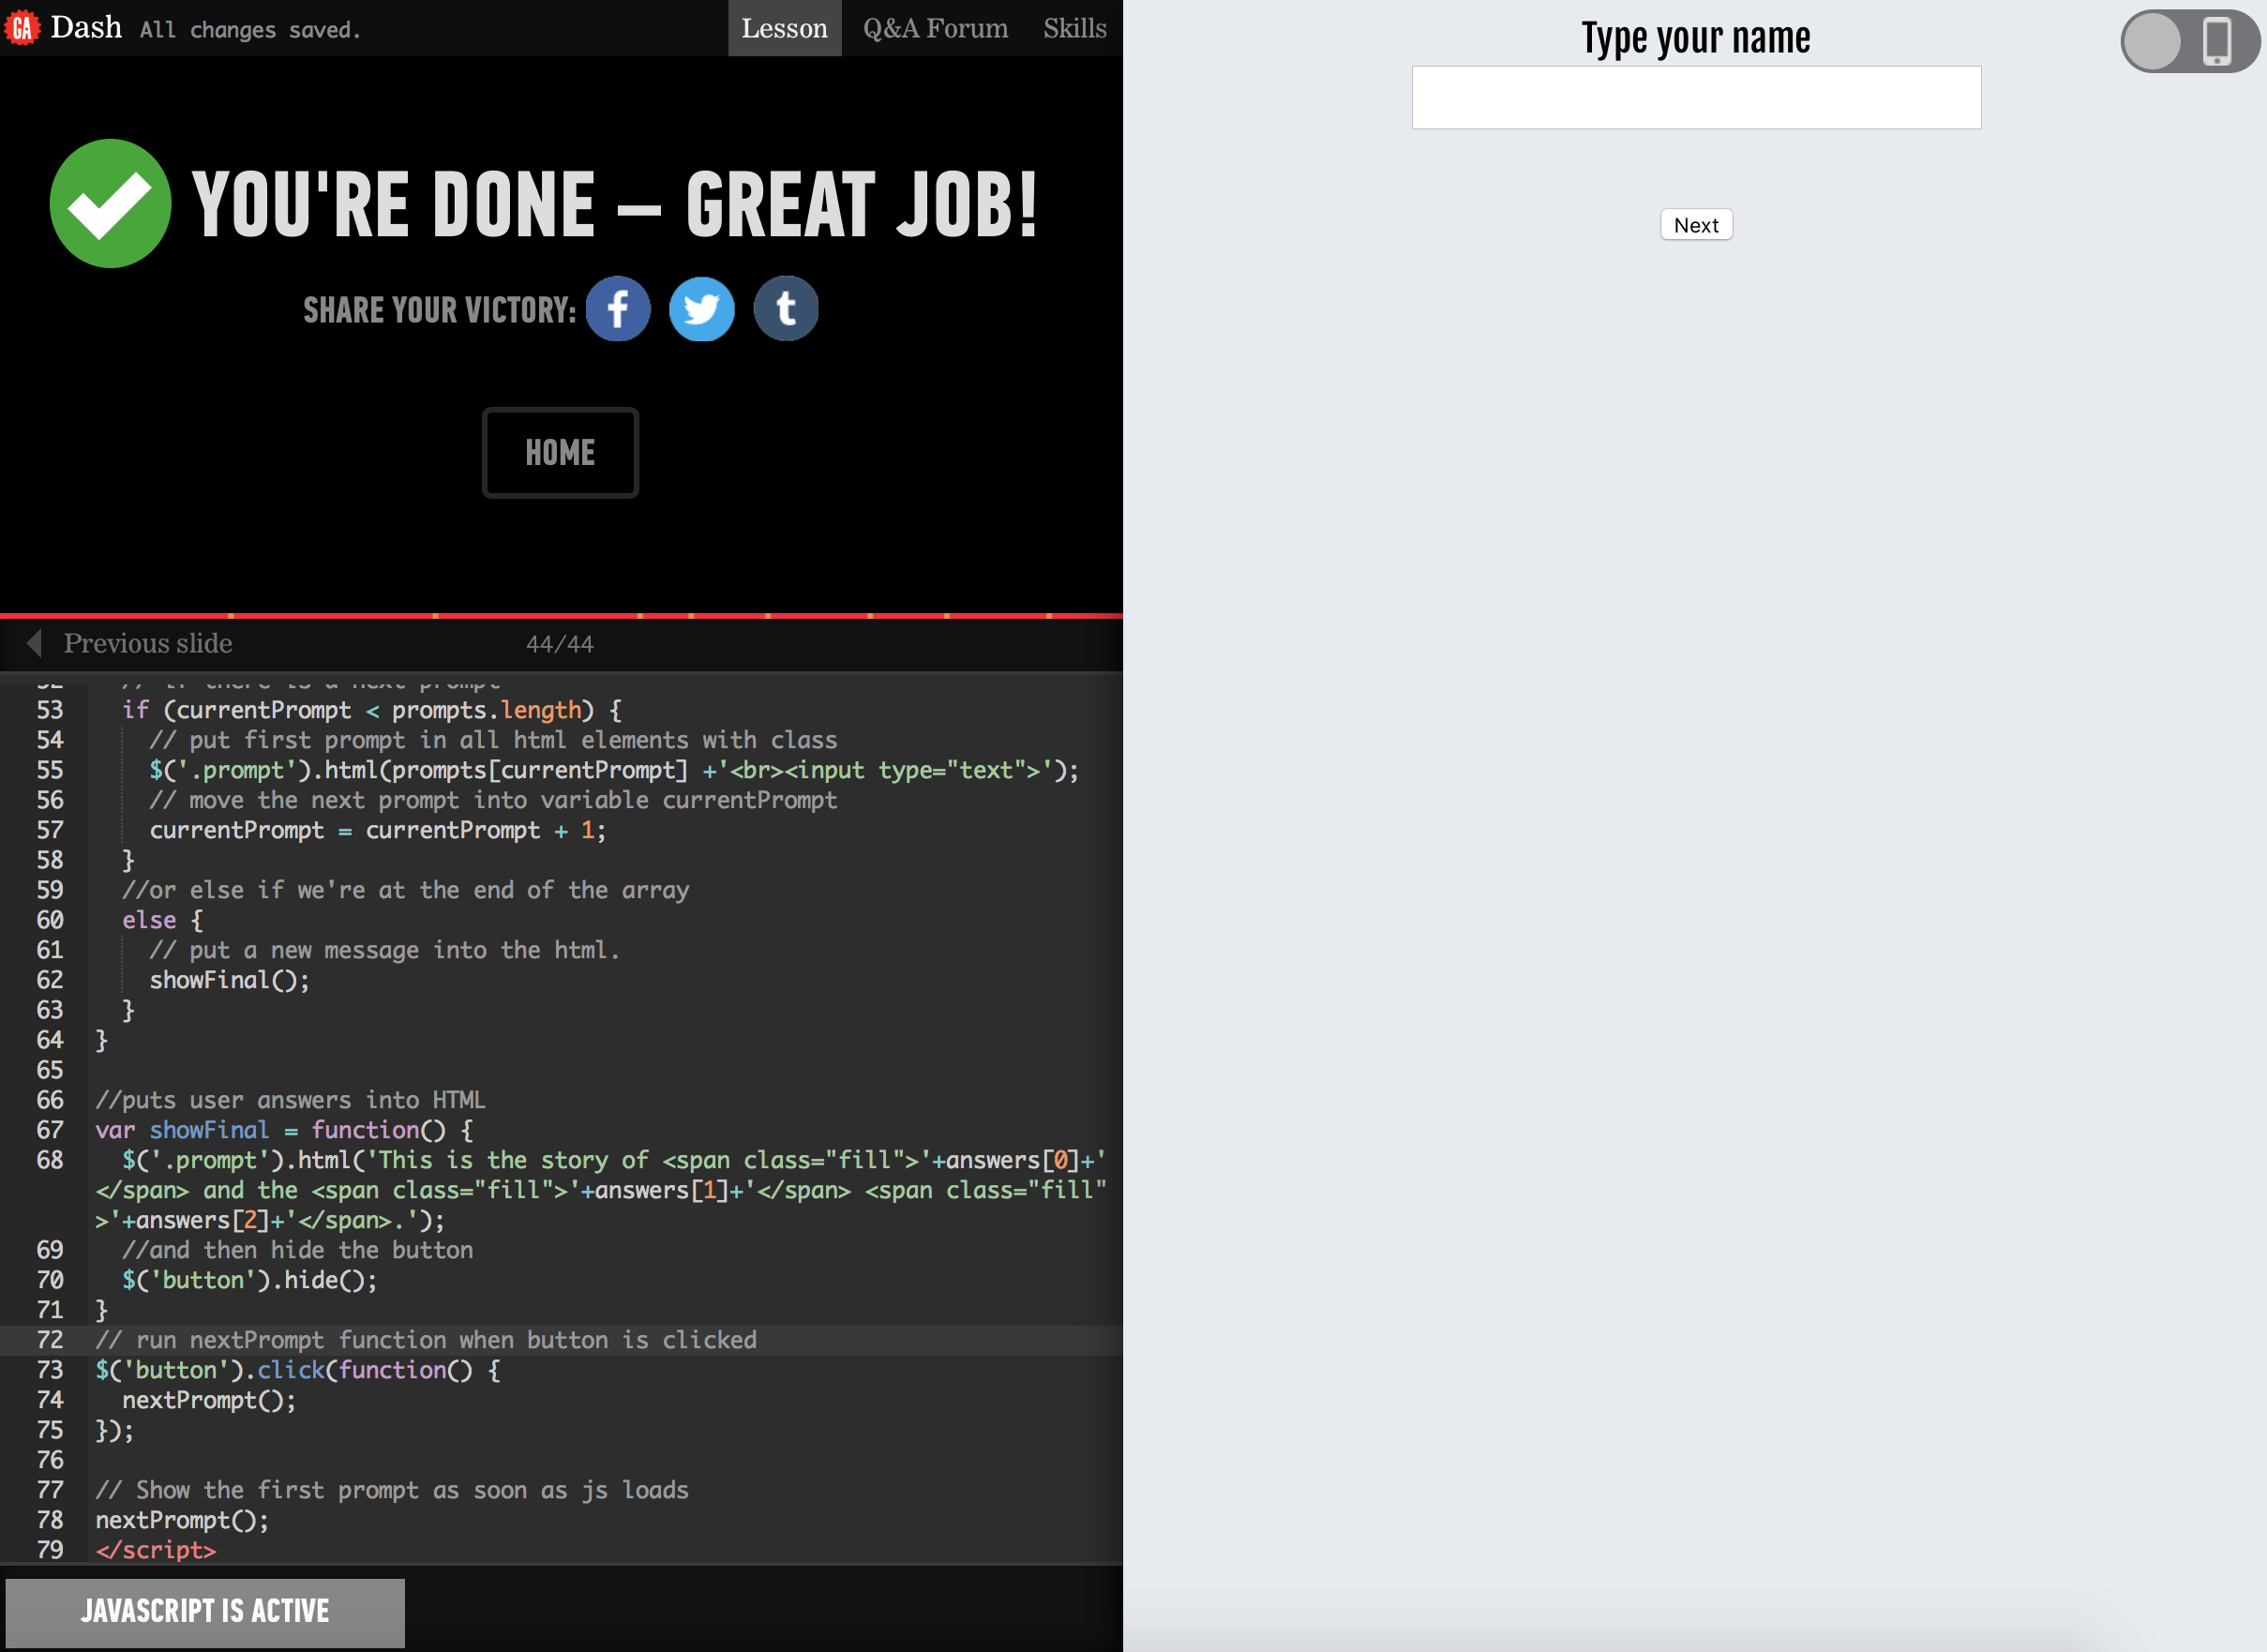 GA Dash All changes saved. Lesson Q&A Forum Skills
YOU'RE DONE – GREAT JOB!
SHARE YOUR VICTORY: f t
HOME
Previous slide 44/44
52 // if there is a next prompt
53 if (currentPrompt < prompts.length) {
54 // put first prompt in all html elements with class
55 $('.prompt').html(prompts[currentPrompt] +'<br><input type="text">');
56 // move the next prompt into variable currentPrompt
57 currentPrompt = currentPrompt + 1;
58 }
59 //or else if we're at the end of the array
60 else {
61 // put a new message into the html.
62 showFinal();
63 }
64 }
65
66 //puts user answers into HTML
67 var showFinal = function() {
68 $('.prompt').html('This is the story of <span class="fill">'+answers[0]+'
</span> and the <span class="fill">'+answers[1]+'</span> <span class="fill"
>'+answers[2]+'</span>.');
69 //and then hide the button
70 $('button').hide();
71 }
72 // run nextPrompt function when button is clicked
73 $('button').click(function() {
74 nextPrompt();
75 });
76
77 // Show the first prompt as soon as js loads
78 nextPrompt();
79 </script>
JAVASCRIPT IS ACTIVE
Type your name
Next